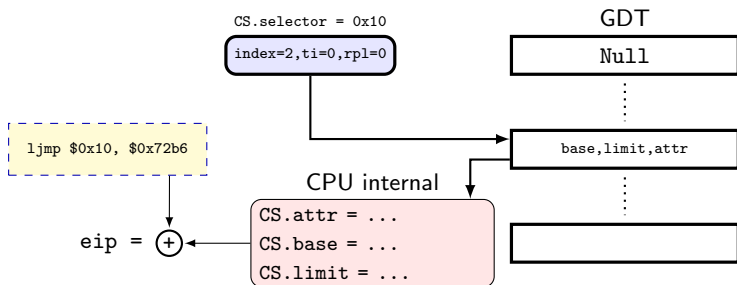 CS.selector = 0x10
GDT
index=2,ti=0,rpl=0
Null
ljmp $0x10, $0x72b6
base,limit,attr
CPU internal
CS.attr = ...
eip = +
CS.base = ...
CS.limit = ...